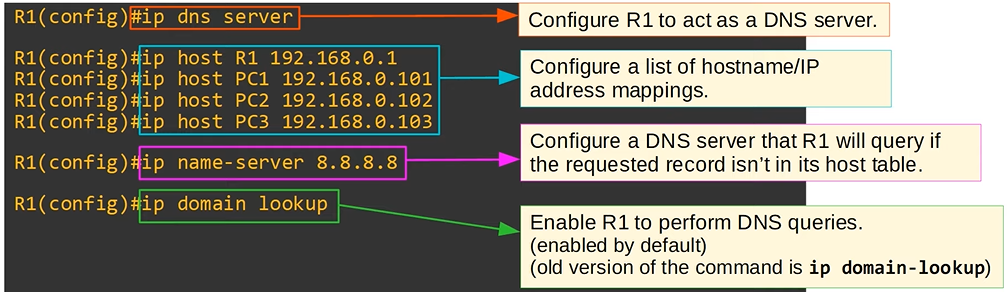 R1(config)#ip dns server
Configure R1 to act as a DNS server.
R1(config)#ip host R1 192.168.0.1
R1(config)#ip host PC1 192.168.0.101
R1(config)#ip host PC2 192.168.0.102
R1(config)#ip host PC3 192.168.0.103
Configure a list of hostname/IP
address mappings.
R1(config)#ip name-server 8.8.8.8
Configure a DNS server that R1 will query if
the requested record isn't in its host table.
R1(config)#ip domain lookup
Enable R1 to perform DNS queries.
(enabled by default)
(old version of the command is ip domain-lookup)